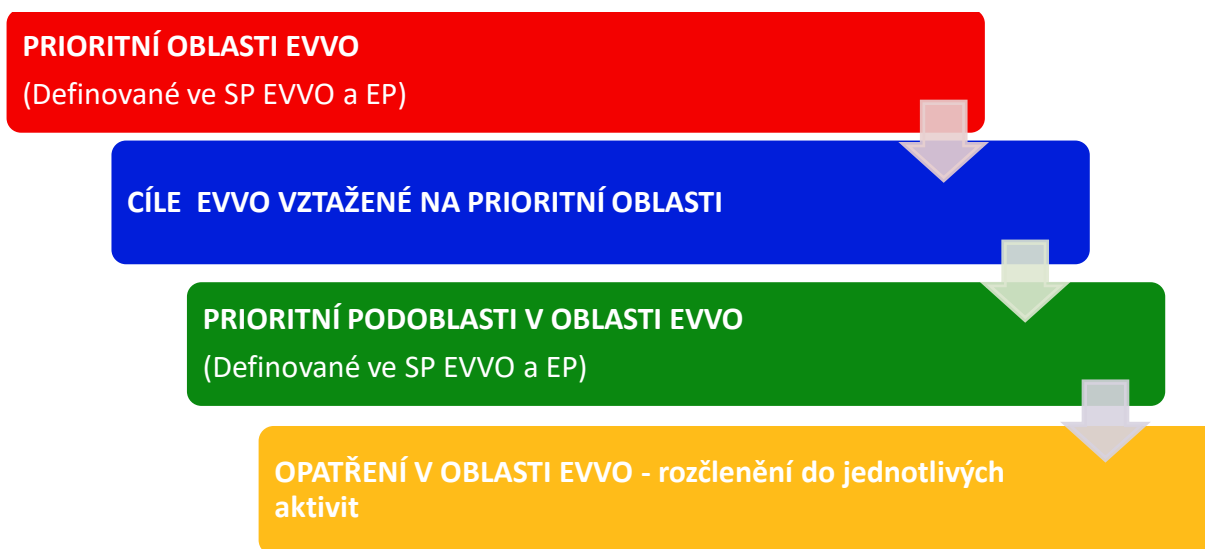 PRIORITNÍ OBLASTI EVVO
(Definované ve SP EVVO a EP)
CÍLE  EVVO VZTAŽENÉ NA PRIORITNÍ OBLASTI
PRIORITNÍ PODOBLASTI V OBLASTI EVVO
(Definované ve SP EVVO a EP)
OPATŘENÍ V OBLASTI EVVO - rozčlenění do jednotlivých
aktivit